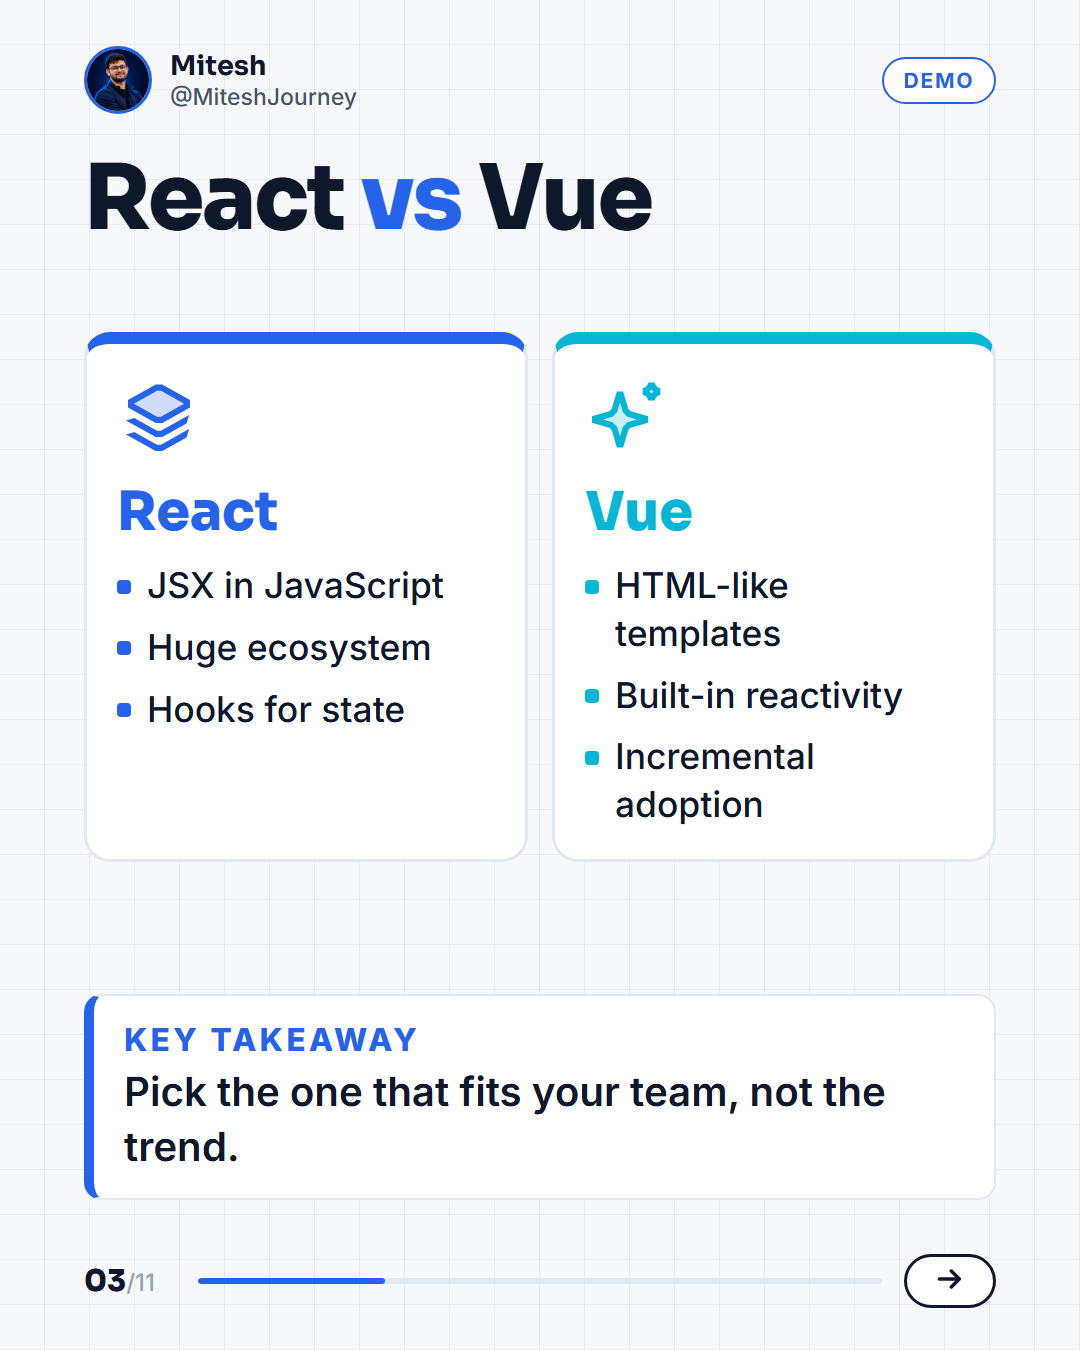 Mitesh
@MiteshJourney
DEMO
React vs Vue
React
JSX in JavaScript
Huge ecosystem
Hooks for state
Vue
HTML-like
templates
Built-in reactivity
Incremental
adoption
KEY TAKEAWAY
Pick the one that fits your team, not the
trend.
03/11